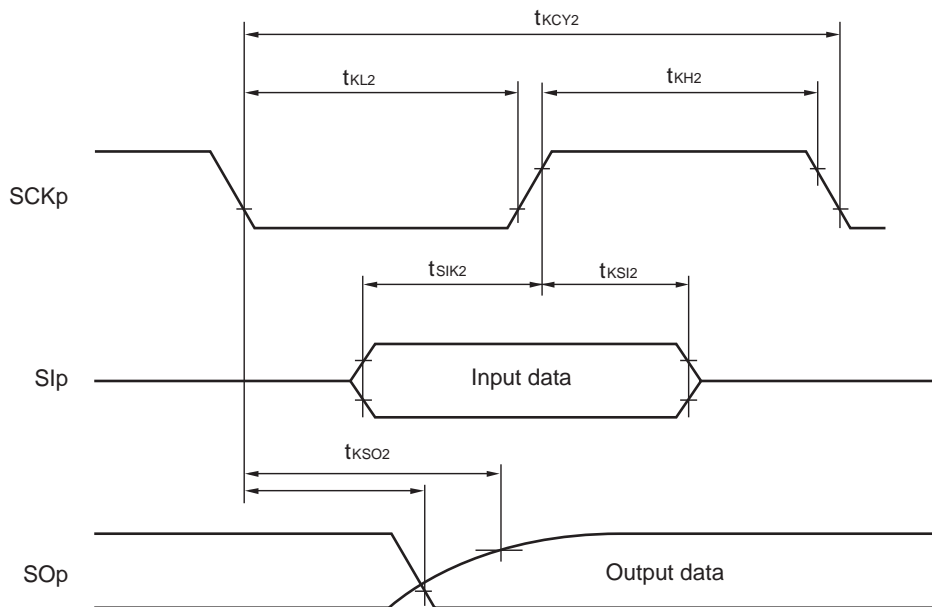 tKCY2
tKL2
tKH2
SCKp
tSIK2
tKSI2
SIp
Input data
tKSO2
SOp
Output data